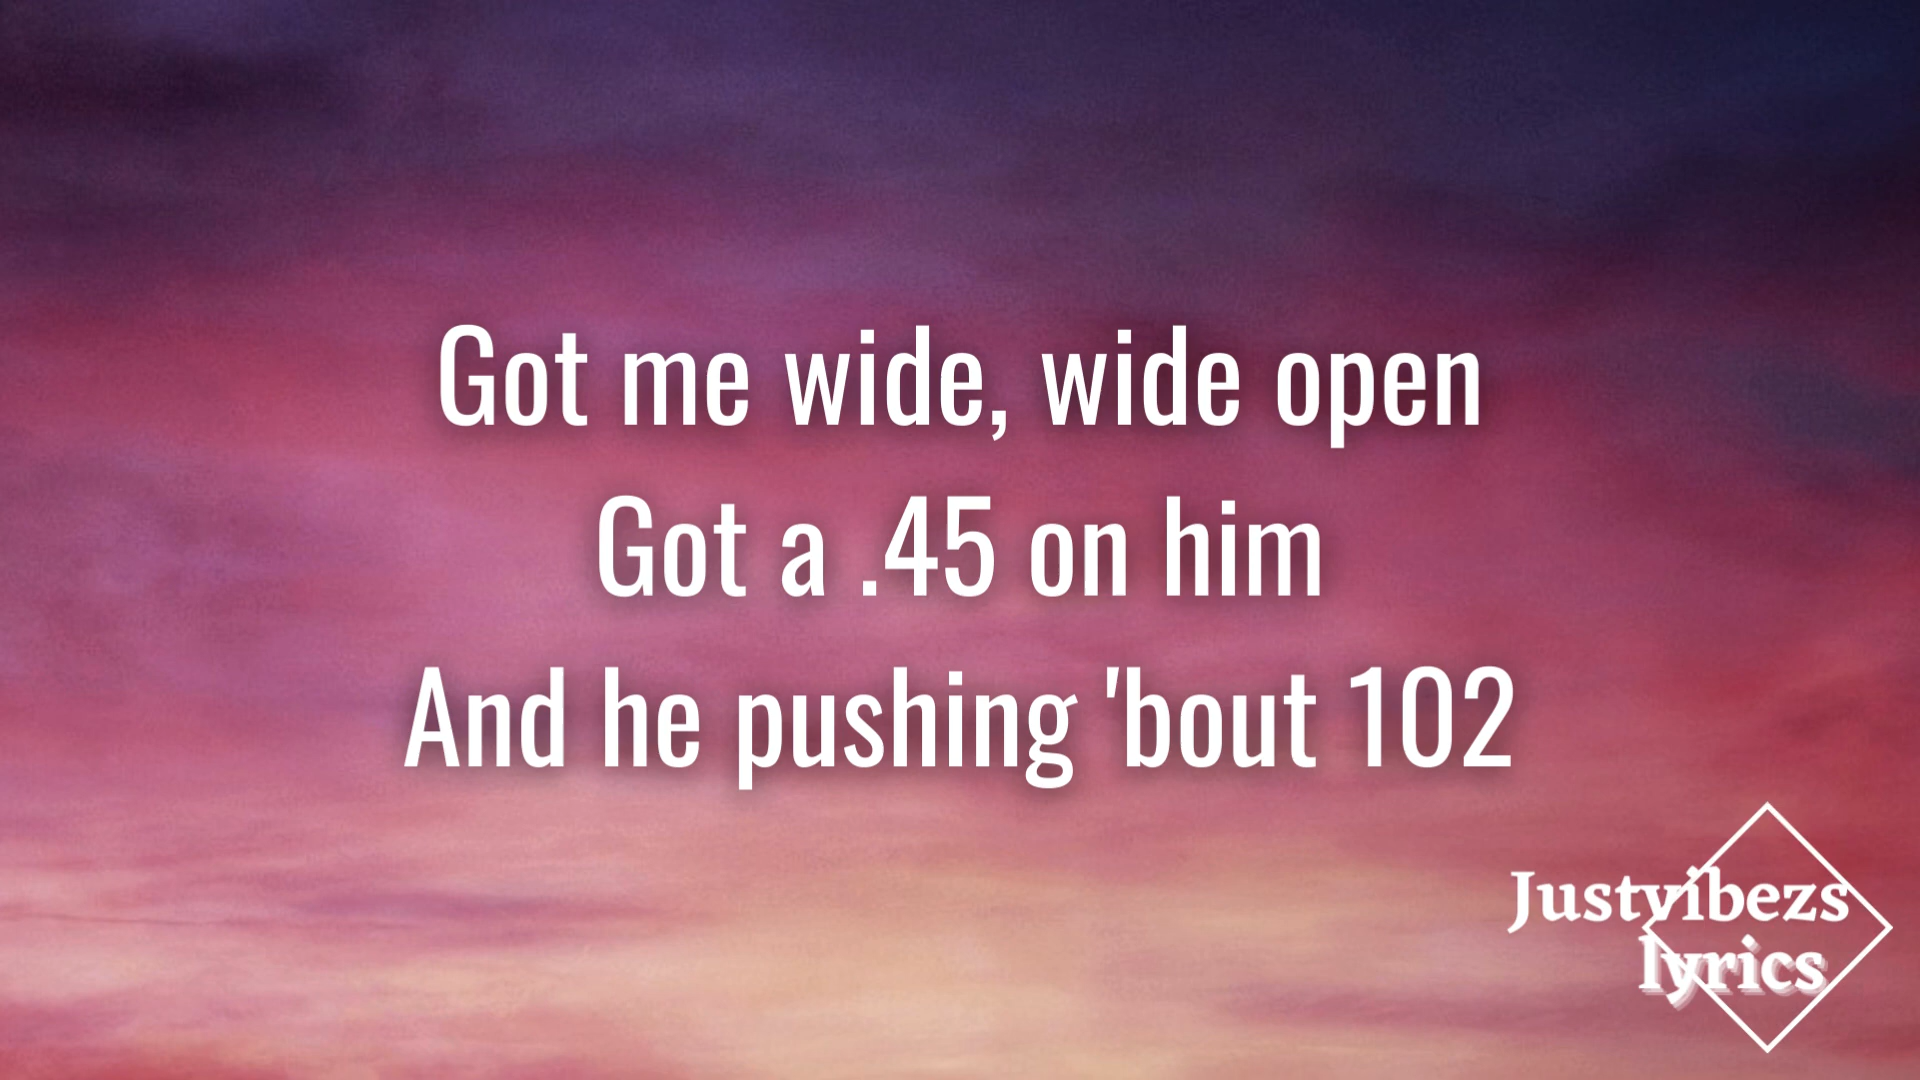 Got me wide, wide open
Got a .45 on him
And he pushing 'bout 102
Justvibezs
lyrics